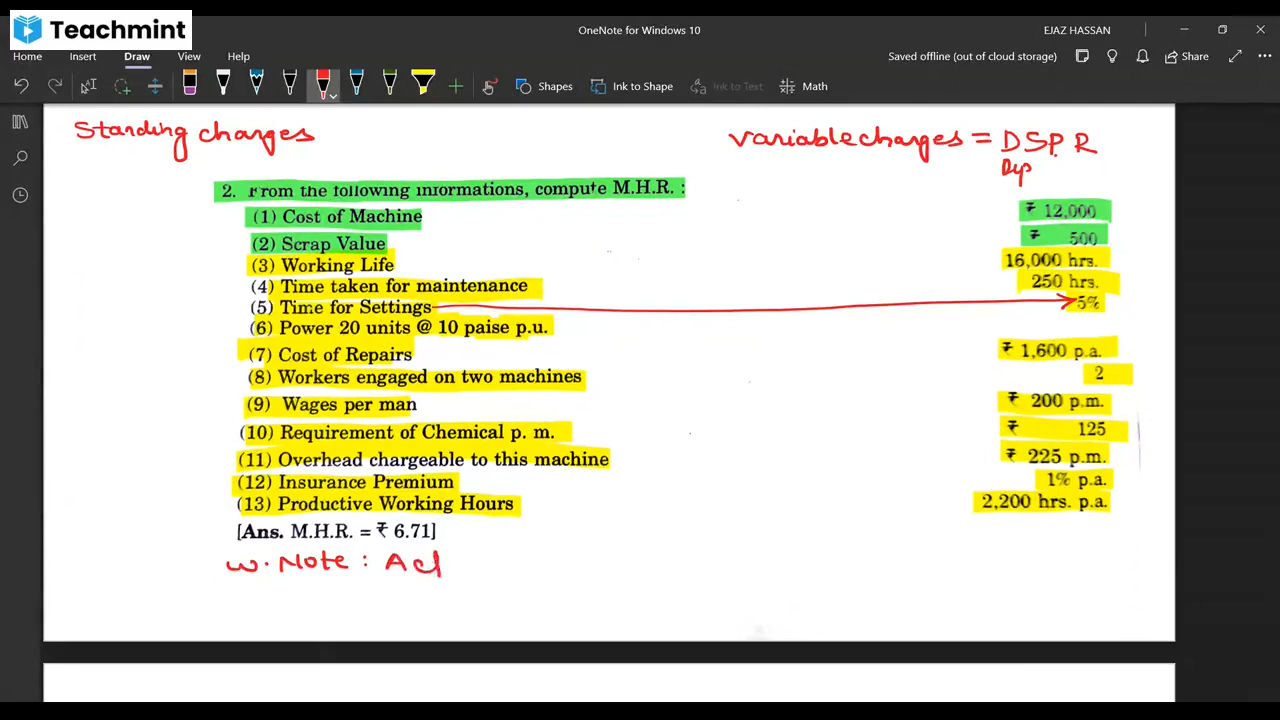 Teachmint
OneNote for Windows 10
EJAZ HASSAN
Home Insert Draw View Help
Saved offline (out of cloud storage) Share
Shapes Ink to Shape Ink to Text Math
Standing charges
variable charges = D S P. R
Dep
2. From the following informations, compute M.H.R. :
(1) Cost of Machine ₹ 12,000
(2) Scrap Value ₹ 500
(3) Working Life 16,000 hrs.
(4) Time taken for maintenance 250 hrs.
(5) Time for Settings 5%
(6) Power 20 units @ 10 paise p.u.
(7) Cost of Repairs ₹ 1,600 p.a.
(8) Workers engaged on two machines 2
(9) Wages per man ₹ 200 p.m.
(10) Requirement of Chemical p. m. ₹ 125
(11) Overhead chargeable to this machine ₹ 225 p.m.
(12) Insurance Premium 1% p.a.
(13) Productive Working Hours 2,200 hrs. p.a.
[Ans. M.H.R. = ₹ 6.71]
W. Note : Act